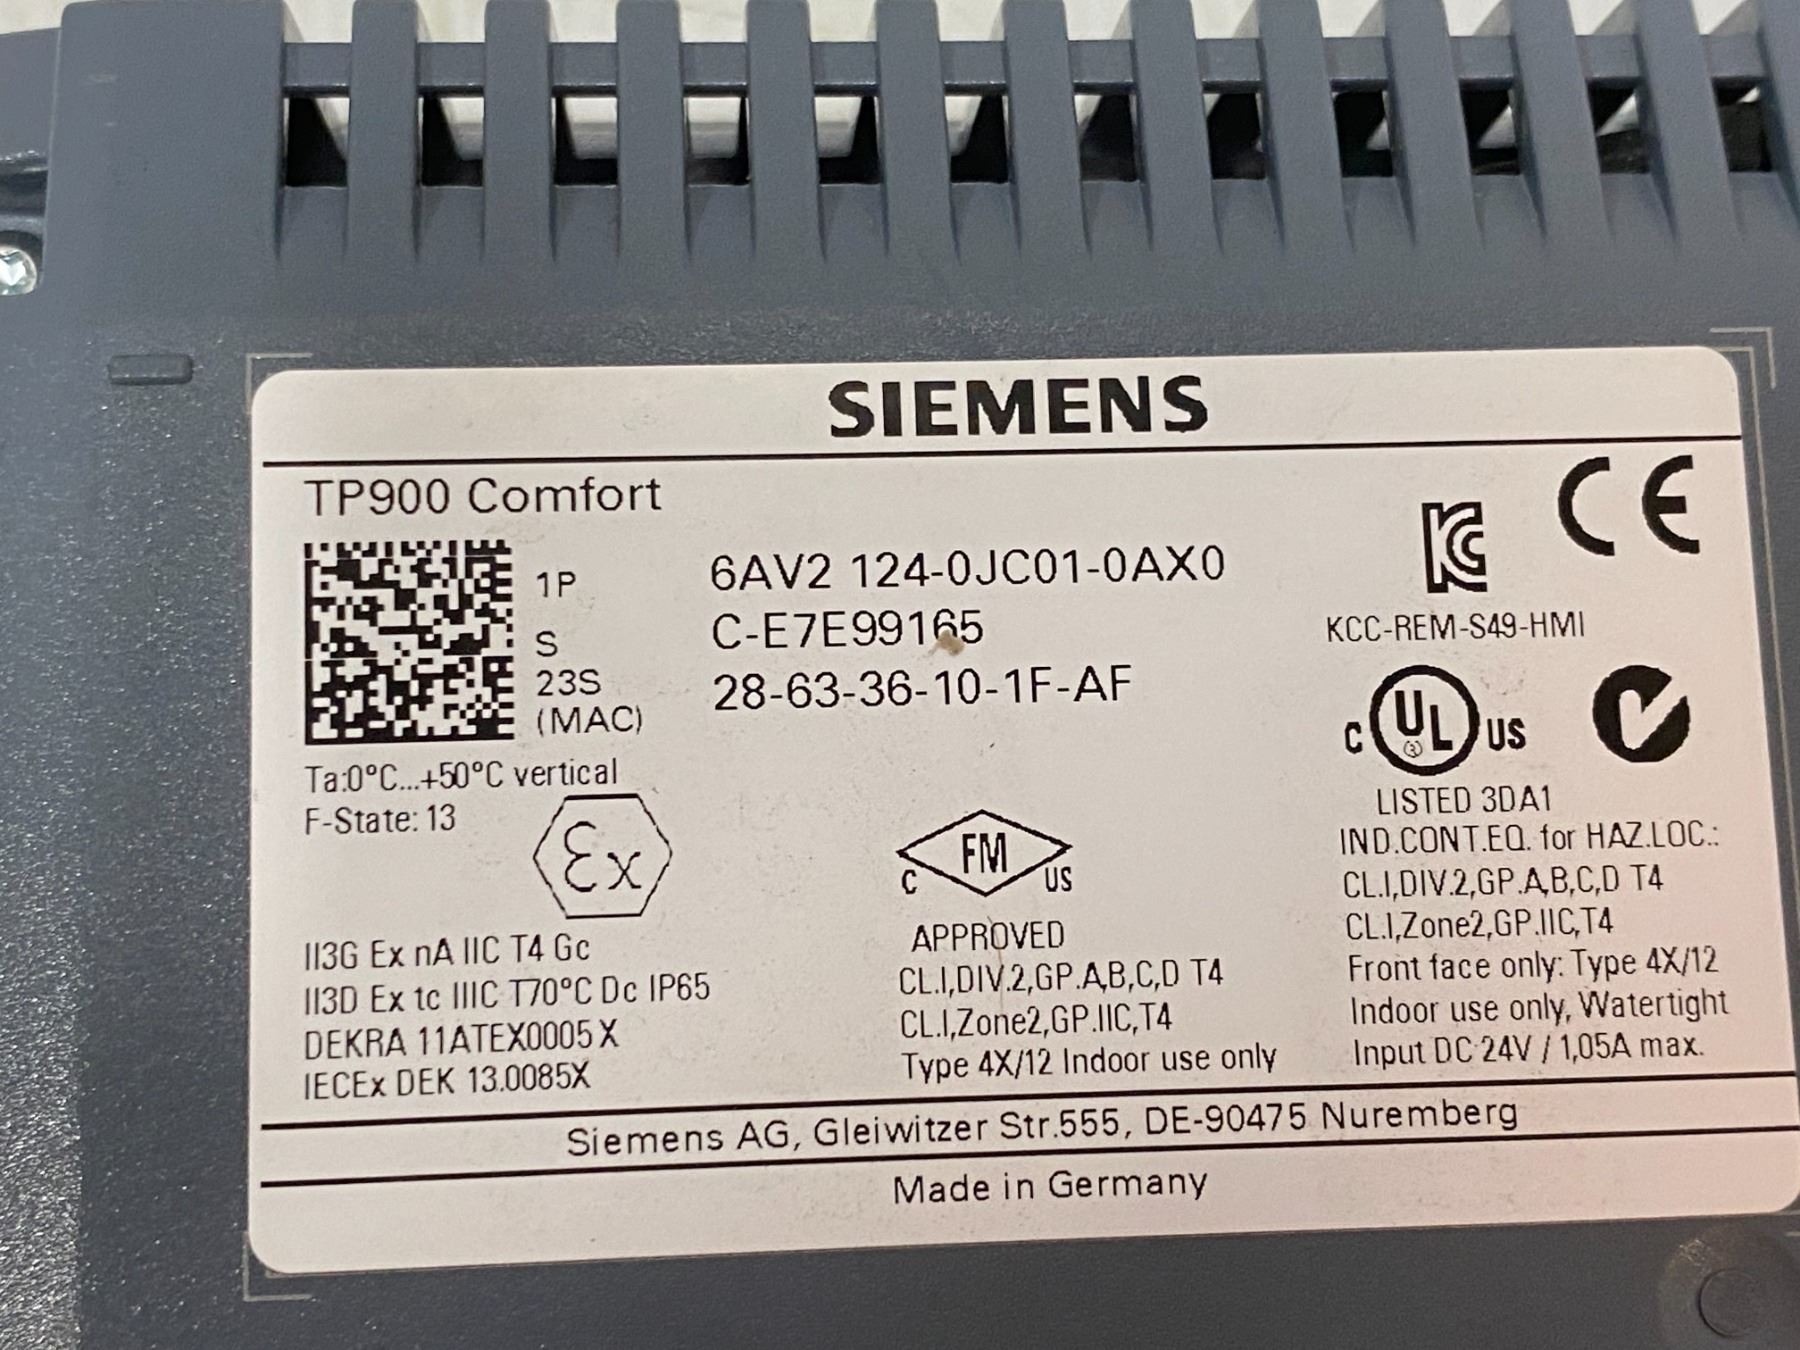 SIEMENS
TP900 Comfort
1P 6AV2 124-0JC01-0AX0
S C-E7E99165
23S 28-63-36-10-1F-AF
(MAC)
Ta:0°C...+50°C vertical
F-State: 13
Ex
II3G Ex nA IIC T4 Gc
II3D Ex tc IIIC T70°C Dc IP65
DEKRA 11ATEX0005 X
IECEx DEK 13.0085X
C FM US
APPROVED
CL.I,DIV.2,GP.A,B,C,D T4
CL.I,Zone2,GP.IIC,T4
Type 4X/12 Indoor use only
KC CE
KCC-REM-S49-HMI
C UL US
LISTED 3DA1
IND.CONT.EQ. for HAZ.LOC.:
CL.I,DIV.2,GP.A,B,C,D T4
CL.I,Zone2,GP.IIC,T4
Front face only: Type 4X/12
Indoor use only, Watertight
Input DC 24V / 1,05A max.
Siemens AG, Gleiwitzer Str.555, DE-90475 Nuremberg
Made in Germany